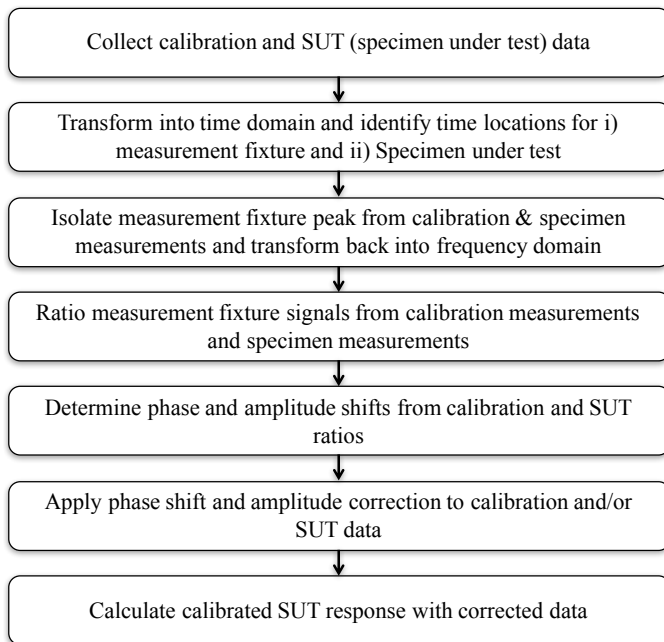 Collect calibration and SUT (specimen under test) data
Transform into time domain and identify time locations for i)
measurement fixture and ii) Specimen under test
Isolate measurement fixture peak from calibration & specimen
measurements and transform back into frequency domain
Ratio measurement fixture signals from calibration measurements
and specimen measurements
Determine phase and amplitude shifts from calibration and SUT
ratios
Apply phase shift and amplitude correction to calibration and/or
SUT data
Calculate calibrated SUT response with corrected data